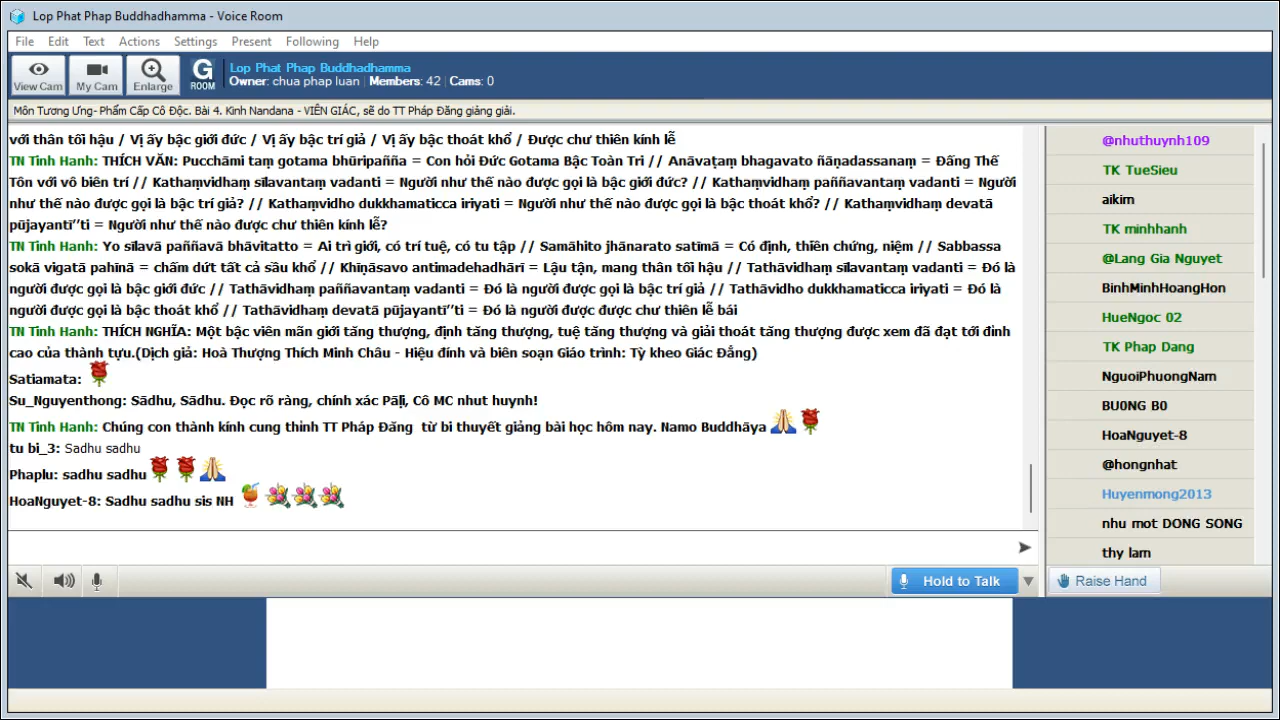 Lop Phat Phap Buddhadhamma - Voice Room
File Edit Text Actions Settings Present Following Help
View Cam My Cam Enlarge G ROOM
Lop Phat Phap Buddhadhamma
Owner: chua phap luan Members: 42 Cams: 0
Môn Tương Ưng- Phẩm Cấp Cô Độc. Bài 4. Kinh Nandana - VIÊN GIÁC, sẽ do TT Pháp Đăng giảng giải.
với thân tối hậu / Vị ấy bậc giới đức / Vị ấy bậc trí giả / Vị ấy bậc thoát khổ / Được chư thiên kính lễ
TN Tinh Hanh: THÍCH VĂN: Pucchāmi taṃ gotama bhūripañña = Con hỏi Đức Gotama Bậc Toàn Tri // Anāvaṭaṃ bhagavato ñāṇadassanaṃ = Đấng Thế
Tôn với vô biên trí // Kathaṃvidhaṃ sīlavantaṃ vadanti = Người như thế nào được gọi là bậc giới đức? // Kathaṃvidhaṃ paññavantaṃ vadanti = Người
như thế nào được gọi là bậc trí giả? // Kathaṃvidho dukkhamaticca iriyati = Người như thế nào được gọi là bậc thoát khổ? // Kathaṃvidhaṃ devatā
pūjayantī’’ti = Người như thế nào được chư thiên kính lễ?
TN Tinh Hanh: Yo sīlavā paññavā bhāvitatto = Ai trì giới, có trí tuệ, có tu tập // Samāhito jhānarato satīmā = Có định, thiền chứng, niệm // Sabbassa
sokā vigatā pahīnā = chấm dứt tất cả sầu khổ // Khīṇāsavo antimadehadhārī = Lậu tận, mang thân tối hậu // Tathāvidhaṃ sīlavantaṃ vadanti = Đó là
người được gọi là bậc giới đức // Tathāvidhaṃ paññavantaṃ vadanti = Đó là người được gọi là bậc trí giả // Tathāvidho dukkhamaticca iriyati = Đó là
người được gọi là bậc thoát khổ // Tathāvidhaṃ devatā pūjayantī’’ti = Đó là người được được chư thiên lễ bái
TN Tinh Hanh: THÍCH NGHĨA: Một bậc viên mãn giới tăng thượng, định tăng thượng, tuệ tăng thượng và giải thoát tăng thượng được xem đã đạt tới đỉnh
cao của thành tựu.(Dịch giả: Hoà Thượng Thích Minh Châu - Hiệu đính và biên soạn Giáo trình: Tỳ kheo Giác Đẳng)
Satiamata:
Su_Nguyenthong: Sādhu, Sādhu. Đọc rõ ràng, chính xác Pāḷi, Cô MC nhut huynh!
TN Tinh Hanh: Chúng con thành kính cung thỉnh TT Pháp Đăng từ bi thuyết giảng bài học hôm nay. Namo Buddhāya
tu bi_3: Sadhu sadhu
Phaplu: sadhu sadhu
HoaNguyet-8: Sadhu sadhu sis NH
@nhuthuynh109
TK TueSieu
aikim
TK minhhanh
@Lang Gia Nguyet
BinhMinhHoangHon
HueNgoc 02
TK Phap Dang
NguoiPhuongNam
BU0NG B0
HoaNguyet-8
@hongnhat
Huyenmong2013
nhu mot DONG SONG
thy lam
Hold to Talk
Raise Hand